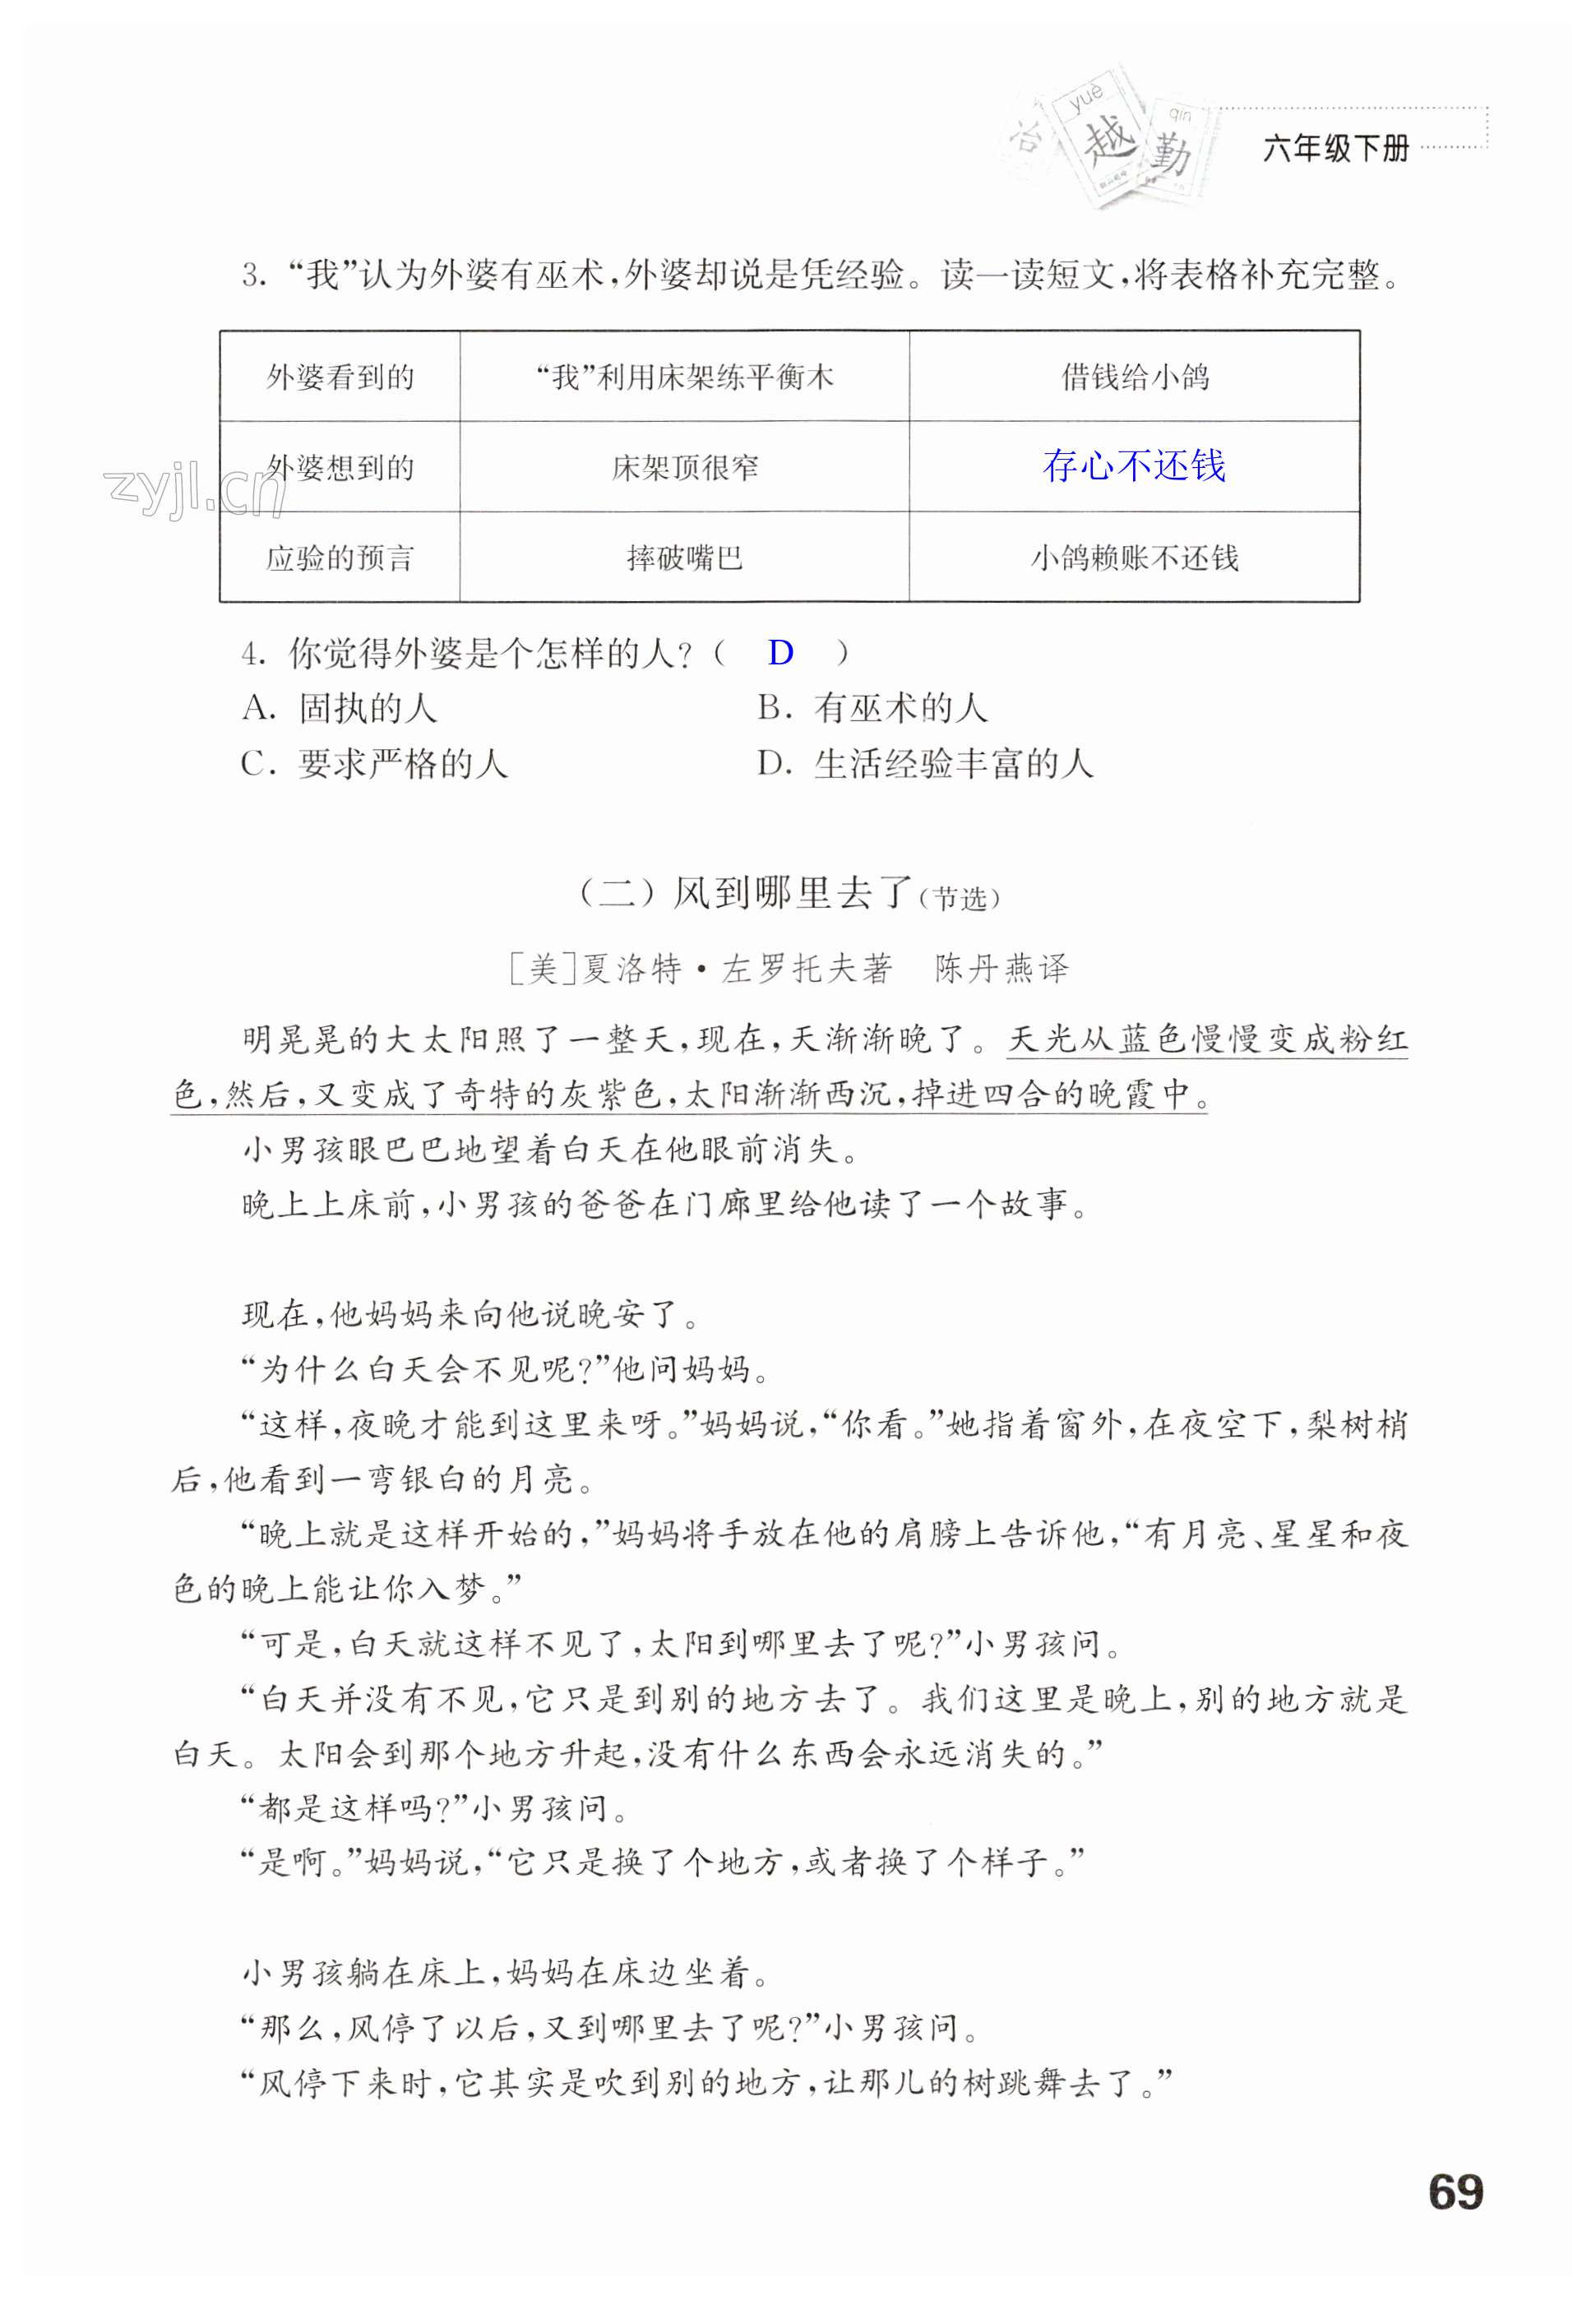 yuè
越
qín
勤
治
六年级下册
3. “我”认为外婆有巫术,外婆却说是凭经验。读一读短文,将表格补充完整。
外婆看到的 “我”利用床架练平衡木 借钱给小鸽
外婆想到的 床架顶很窄 存心不还钱
zyjl.cn
应验的预言 摔破嘴巴 小鸽赖账不还钱
4. 你觉得外婆是个怎样的人?( D )
A. 固执的人 B. 有巫术的人
C. 要求严格的人 D. 生活经验丰富的人
(二)风到哪里去了(节选)
[美]夏洛特·左罗托夫著 陈丹燕译
明晃晃的大太阳照了一整天,现在,天渐渐晚了。天光从蓝色慢慢变成粉红
色,然后,又变成了奇特的灰紫色,太阳渐渐西沉,掉进四合的晚霞中。
小男孩眼巴巴地望着白天在他眼前消失。
晚上上床前,小男孩的爸爸在门廊里给他读了一个故事。
现在,他妈妈来向他说晚安了。
“为什么白天会不见呢?”他问妈妈。
“这样,夜晚才能到这里来呀。”妈妈说,“你看。”她指着窗外,在夜空下,梨树梢
后,他看到一弯银白的月亮。
“晚上就是这样开始的,”妈妈将手放在他的肩膀上告诉他,“有月亮、星星和夜
色的晚上能让你入梦。”
“可是,白天就这样不见了,太阳到哪里去了呢?”小男孩问。
“白天并没有不见,它只是到别的地方去了。我们这里是晚上,别的地方就是
白天。太阳会到那个地方升起,没有什么东西会永远消失的。”
“都是这样吗?”小男孩问。
“是啊。”妈妈说,“它只是换了个地方,或者换了个样子。”
小男孩躺在床上,妈妈在床边坐着。
“那么,风停了以后,又到哪里去了呢?”小男孩问。
“风停下来时,它其实是吹到别的地方,让那儿的树跳舞去了。”
69